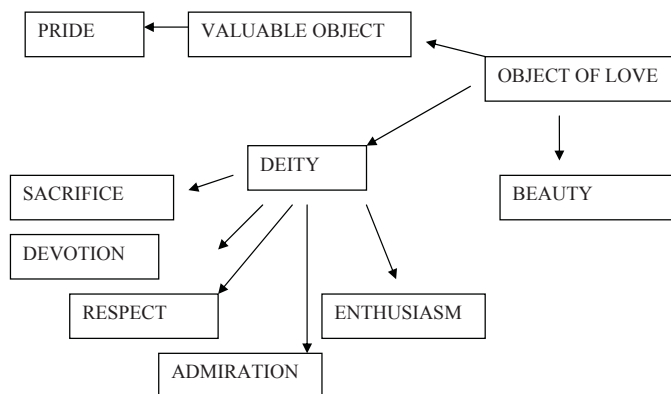 PRIDE
VALUABLE OBJECT
OBJECT OF LOVE
DEITY
SACRIFICE
BEAUTY
DEVOTION
RESPECT
ENTHUSIASM
ADMIRATION